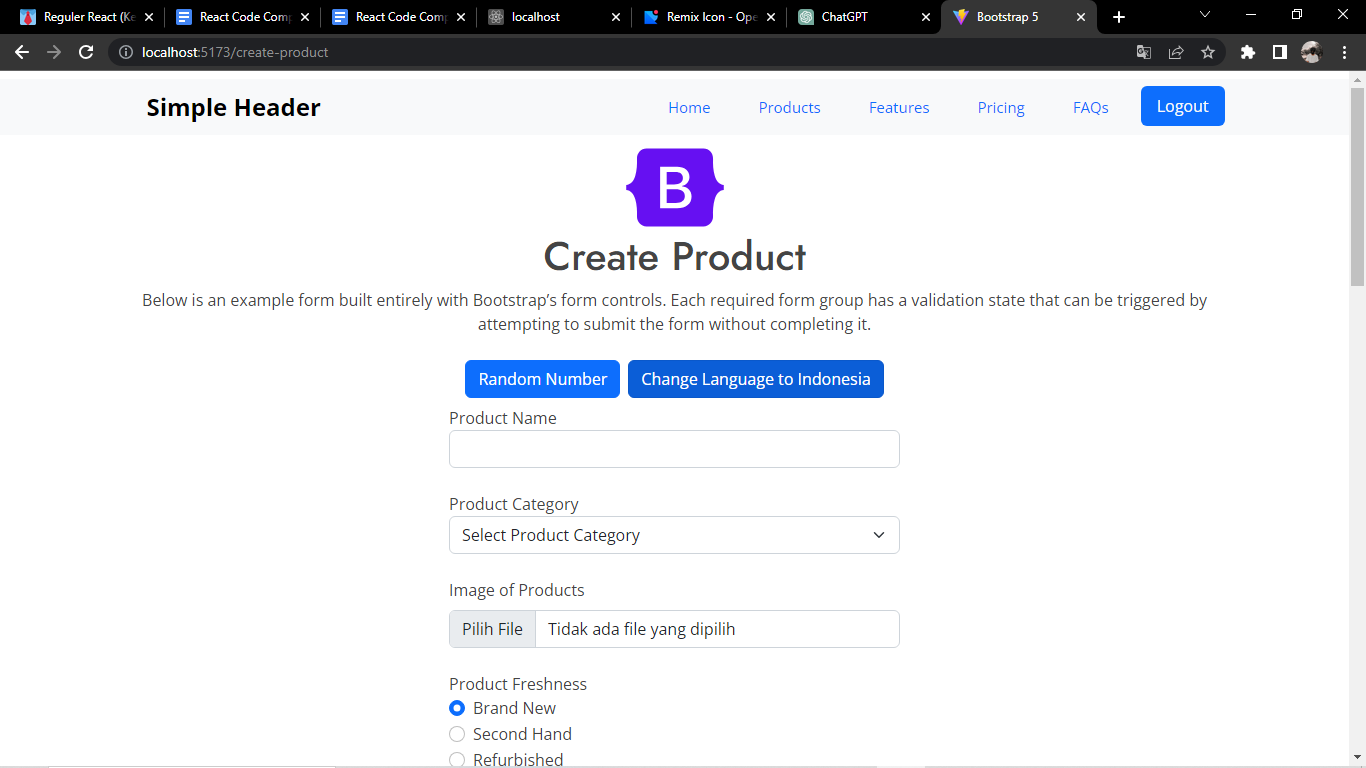 Reguler React (Ke
React Code Comp
React Code Comp
localhost
Remix Icon - Ope
ChatGPT
Bootstrap 5
localhost:5173/create-product
Simple Header
Home
Products
Features
Pricing
FAQs
Logout
B
Create Product
Below is an example form built entirely with Bootstrap’s form controls. Each required form group has a validation state that can be triggered by
attempting to submit the form without completing it.
Random Number
Change Language to Indonesia
Product Name
Product Category
Select Product Category
Image of Products
Pilih File
Tidak ada file yang dipilih
Product Freshness
Brand New
Second Hand
Refurbished